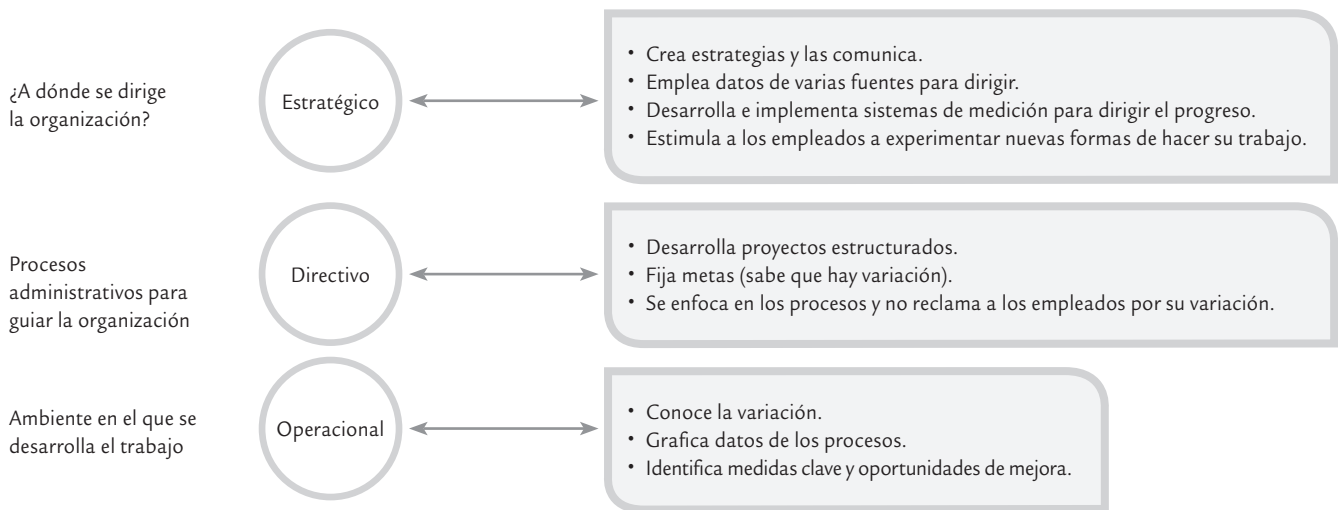 ¿A dónde se dirige
la organización?
Estratégico
• Crea estrategias y las comunica.
• Emplea datos de varias fuentes para dirigir.
• Desarrolla e implementa sistemas de medición para dirigir el progreso.
• Estimula a los empleados a experimentar nuevas formas de hacer su trabajo.
Procesos
administrativos para
guiar la organización
Directivo
• Desarrolla proyectos estructurados.
• Fija metas (sabe que hay variación).
• Se enfoca en los procesos y no reclama a los empleados por su variación.
Ambiente en el que se
desarrolla el trabajo
Operacional
• Conoce la variación.
• Grafica datos de los procesos.
• Identifica medidas clave y oportunidades de mejora.